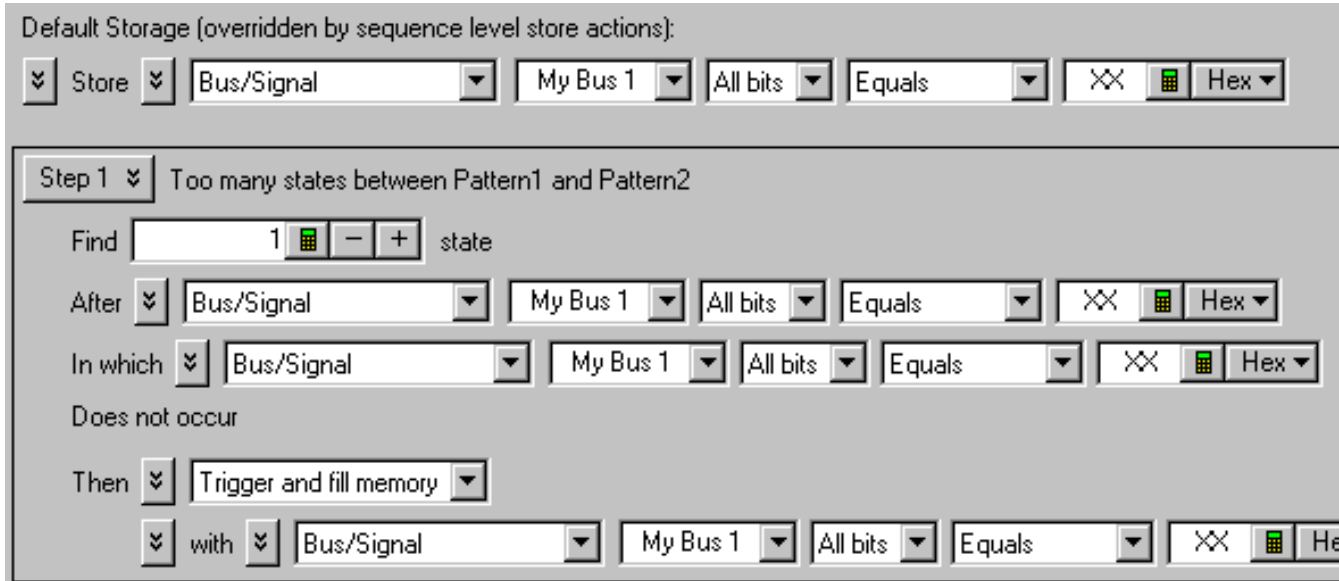 Default Storage (overridden by sequence level store actions):
Store Bus/Signal My Bus 1 All bits Equals XX Hex
Step 1 Too many states between Pattern1 and Pattern2
Find 1 - + state
After Bus/Signal My Bus 1 All bits Equals XX Hex
In which Bus/Signal My Bus 1 All bits Equals XX Hex
Does not occur
Then Trigger and fill memory
with Bus/Signal My Bus 1 All bits Equals XX He